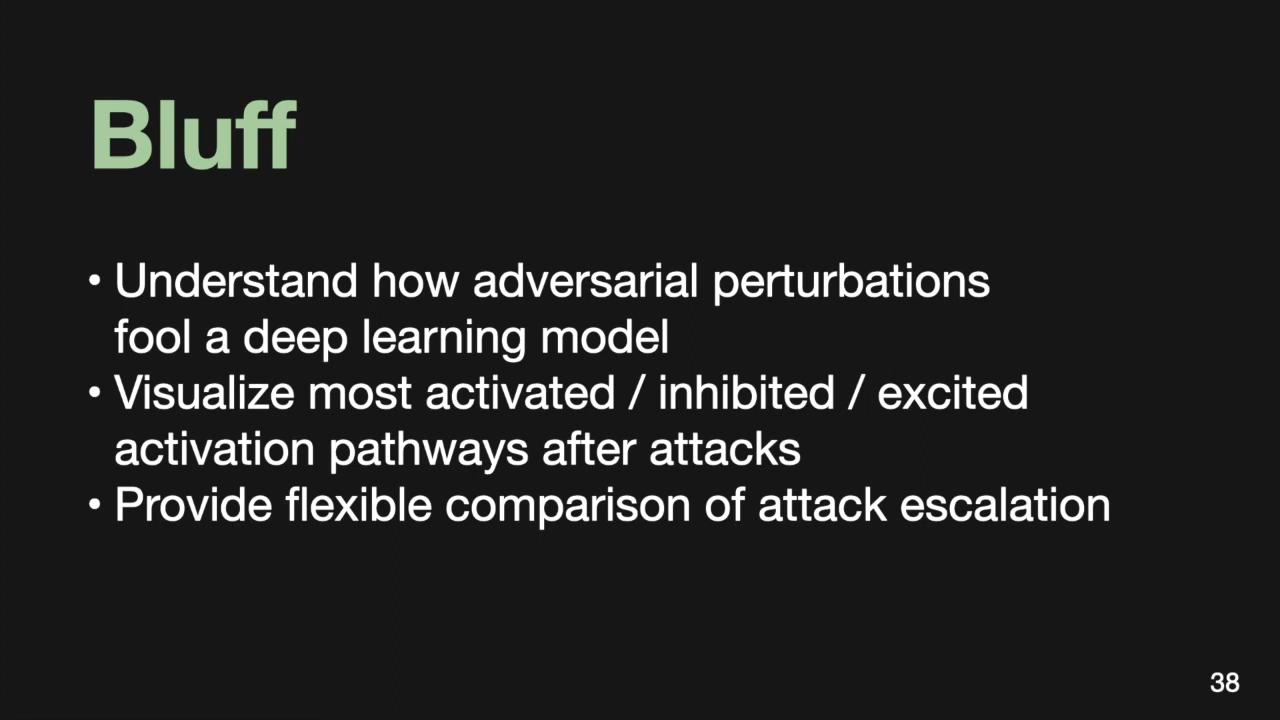 Bluff
• Understand how adversarial perturbations
fool a deep learning model
• Visualize most activated / inhibited / excited
activation pathways after attacks
• Provide flexible comparison of attack escalation
38